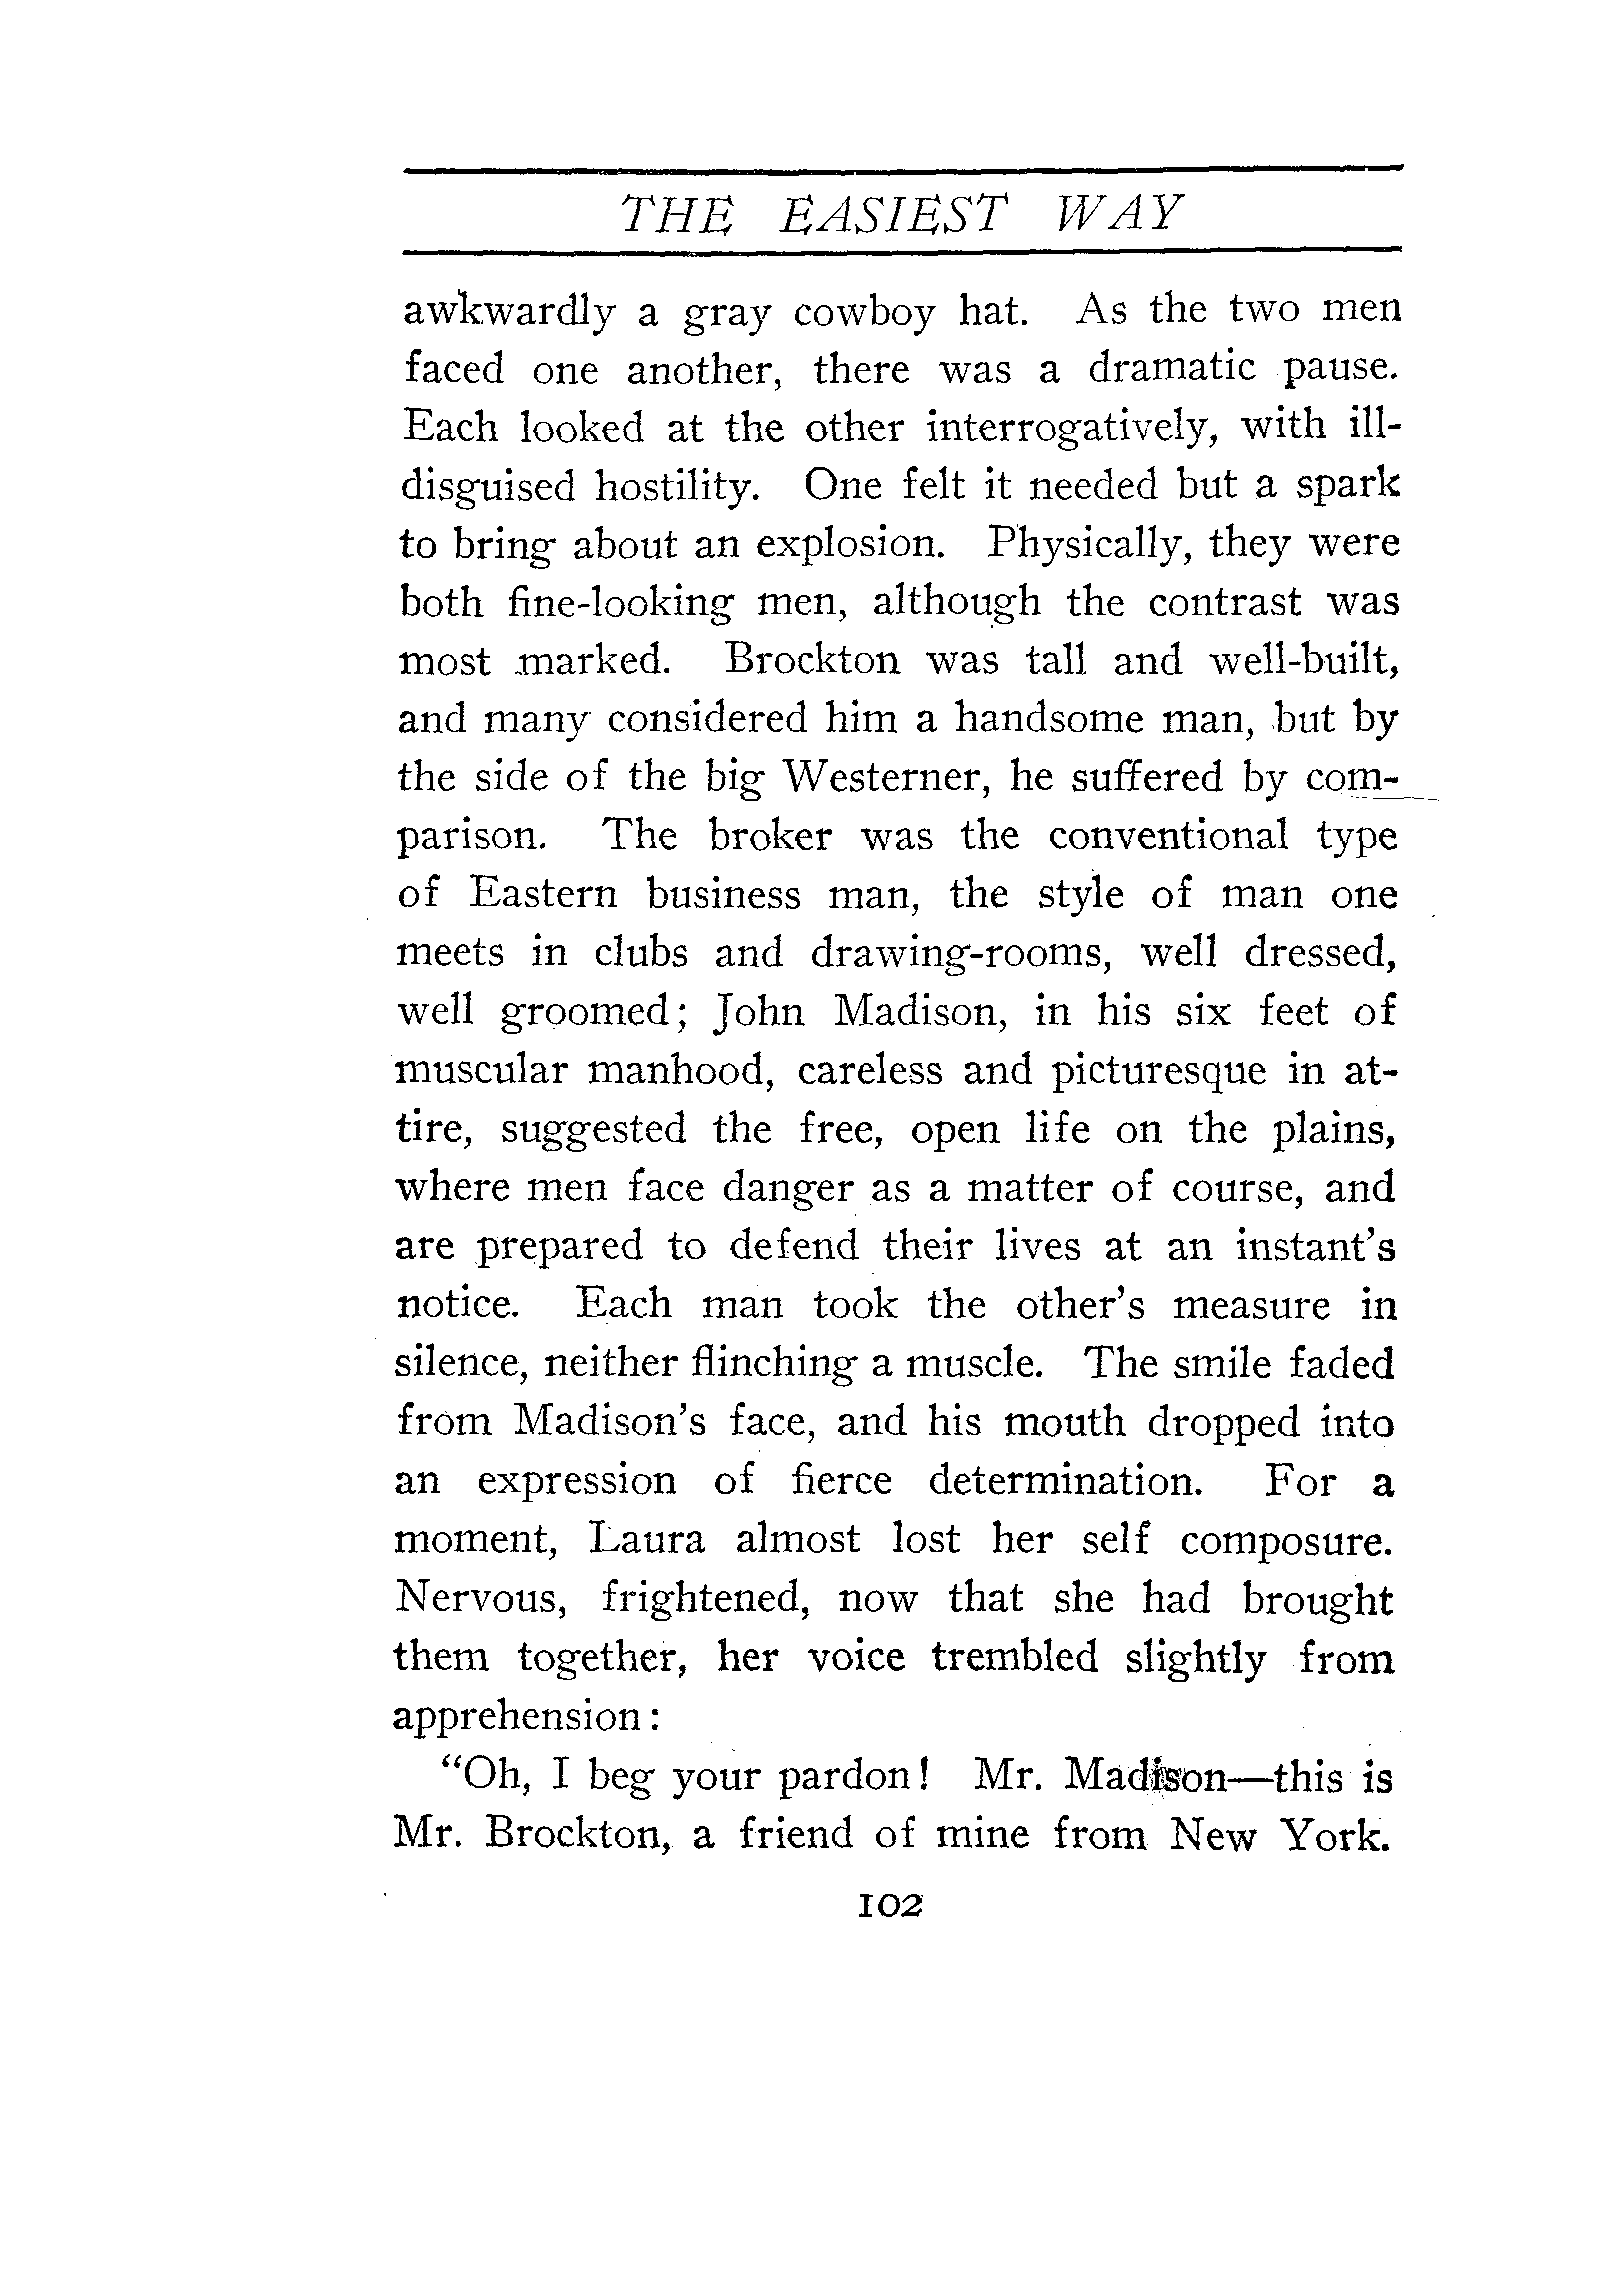 THE EASIEST WAY
awkwardly a gray cowboy hat. As the two men
faced one another, there was a dramatic pause.
Each looked at the other interrogatively, with ill-
disguised hostility. One felt it needed but a spark
to bring about an explosion. Physically, they were
both fine-looking men, although the contrast was
most marked. Brockton was tall and well-built,
and many considered him a handsome man, but by
the side of the big Westerner, he suffered by com-
parison. The broker was the conventional type
of Eastern business man, the style of man one
meets in clubs and drawing-rooms, well dressed,
well groomed; John Madison, in his six feet of
muscular manhood, careless and picturesque in at-
tire, suggested the free, open life on the plains,
where men face danger as a matter of course, and
are prepared to defend their lives at an instant's
notice. Each man took the other's measure in
silence, neither flinching a muscle. The smile faded
from Madison's face, and his mouth dropped into
an expression of fierce determination. For a
moment, Laura almost lost her self composure.
Nervous, frightened, now that she had brought
them together, her voice trembled slightly from
apprehension:
"Oh, I beg your pardon! Mr. Madison—this is
Mr. Brockton, a friend of mine from New York.
102